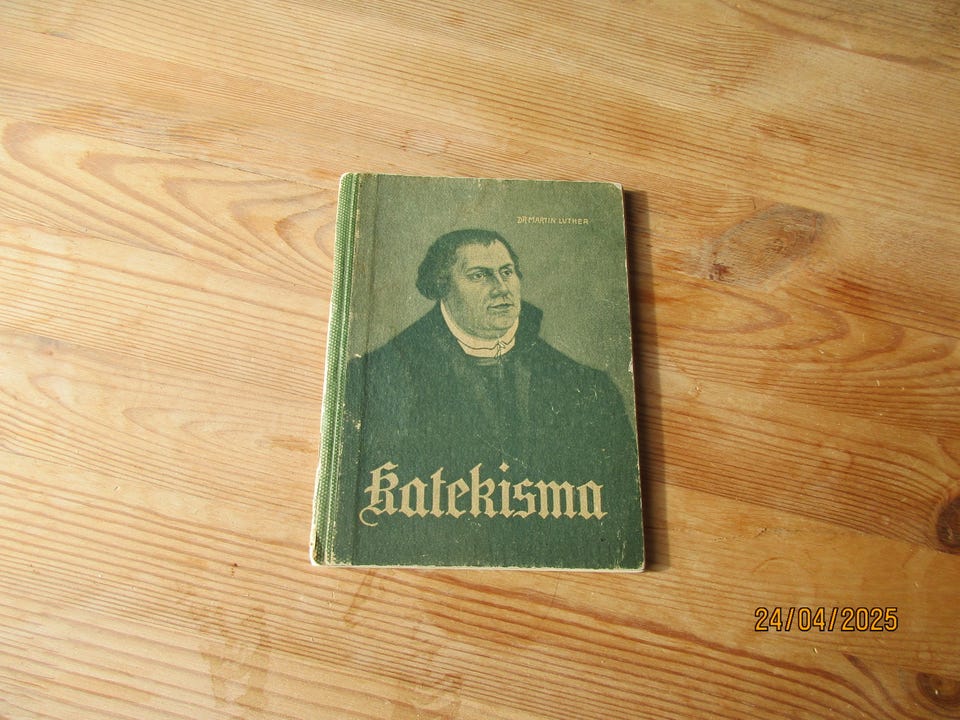 DR MARTIN LUTHER
Katekisma
24/04/2025